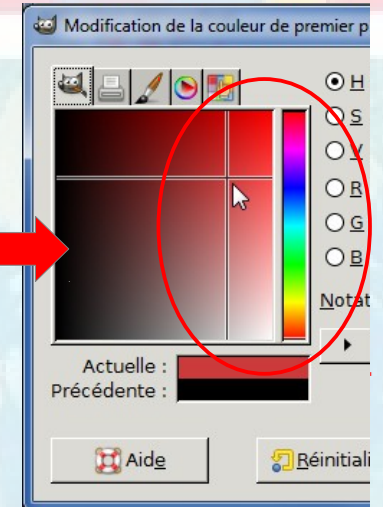 Modification de la couleur de premier p
H
S
V
R
G
B
Notat
Actuelle :
Précédente :
Aide
Réinitiali